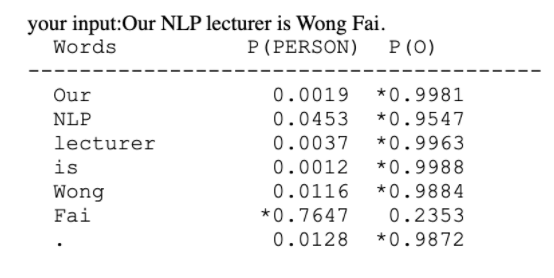 your input:Our NLP lecturer is Wong Fai.
Words P(PERSON) P(O)
----------------------------------------
Our 0.0019 *0.9981
NLP 0.0453 *0.9547
lecturer 0.0037 *0.9963
is 0.0012 *0.9988
Wong 0.0116 *0.9884
Fai *0.7647 0.2353
. 0.0128 *0.9872